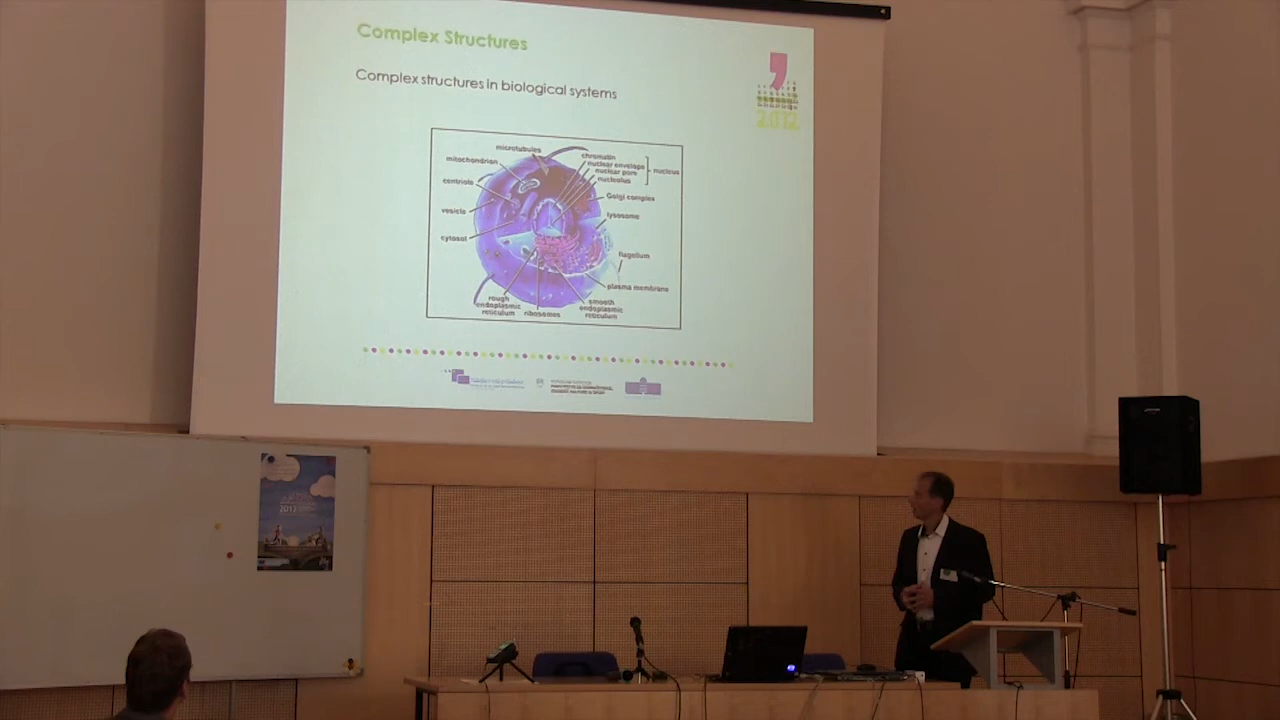 Complex Structures
Complex structures in biological systems
2012
microtubules
mitochondrion
centriole
vesicle
cytosol
chromatin
nuclear envelope
nuclear pore
nucleolus
nucleus
Golgi complex
lysosome
flagellum
plasma membrane
rough
endoplasmic
reticulum
ribosomes
smooth
endoplasmic
reticulum
2012